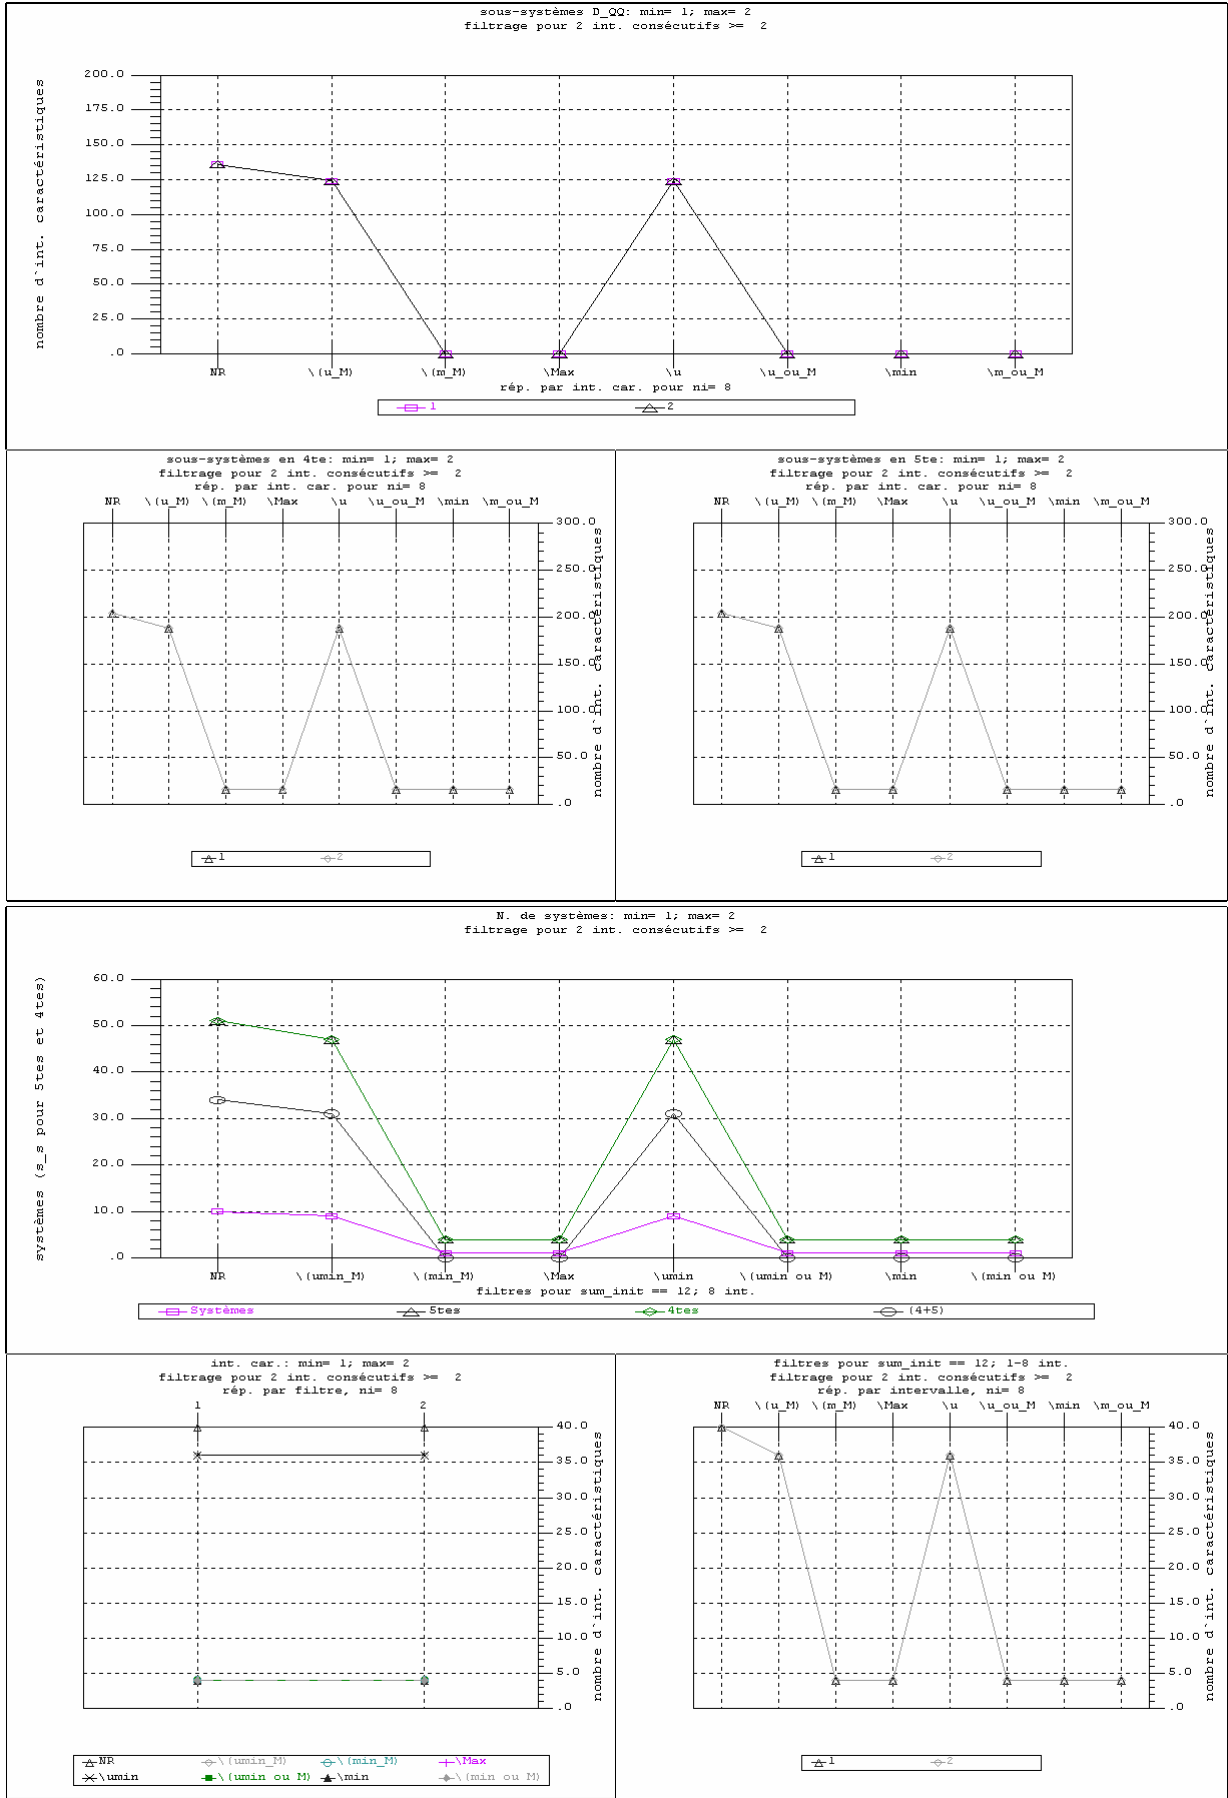 sous-systèmes D_QQ: min= 1; max= 2
filtrage pour 2 int. consécutifs >=  2
nombre d`int. caractéristiques
200.0
175.0
150.0
125.0
100.0
75.0
50.0
25.0
.0
NR \(u_M) \(m_M) \Max \u \u_ou_M \min \m_ou_M
rép. par int. car. pour ni= 8
1 2
sous-systèmes en 4te: min= 1; max= 2
filtrage pour 2 int. consécutifs >=  2
rép. par int. car. pour ni= 8
NR \(u_M) \(m_M) \Max \u \u_ou_M \min \m_ou_M
300.0
250.0
200.0
150.0
100.0
50.0
.0
nombre d`int. caractéristiques
1 2
sous-systèmes en 5te: min= 1; max= 2
filtrage pour 2 int. consécutifs >=  2
rép. par int. car. pour ni= 8
NR \(u_M) \(m_M) \Max \u \u_ou_M \min \m_ou_M
300.0
250.0
200.0
150.0
100.0
50.0
.0
nombre d`int. caractéristiques
1 2
N. de systèmes: min= 1; max= 2
filtrage pour 2 int. consécutifs >=  2
systèmes (s_s pour 5tes et 4tes)
60.0
50.0
40.0
30.0
20.0
10.0
.0
NR \(umin_M) \(min_M) \Max \umin \(umin ou M) \min \(min ou M)
filtres pour sum_init == 12; 8 int.
Systèmes 5tes 4tes (4+5)
int. car.: min= 1; max= 2
filtrage pour 2 int. consécutifs >=  2
rép. par filtre, ni= 8
1 2
40.0
35.0
30.0
25.0
20.0
15.0
10.0
5.0
.0
nombre d`int. caractéristiques
NR \(umin_M) \(min_M) \Max
\umin \(umin ou M) \min \(min ou M)
filtres pour sum_init == 12; 1-8 int.
filtrage pour 2 int. consécutifs >=  2
rép. par intervalle, ni= 8
NR \(u_M) \(m_M) \Max \u \u_ou_M \min \m_ou_M
40.0
35.0
30.0
25.0
20.0
15.0
10.0
5.0
.0
nombre d`int. caractéristiques
1 2